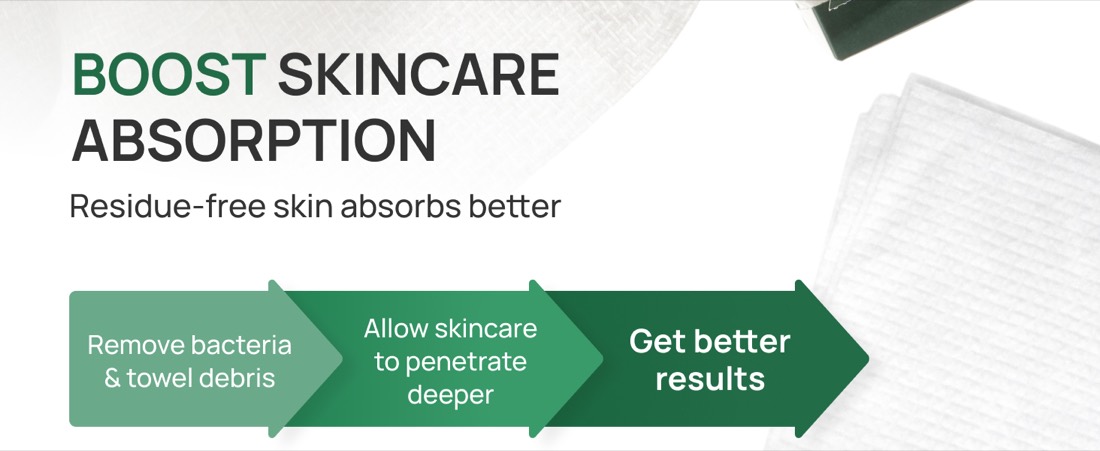 BOOST SKINCARE
ABSORPTION
Residue-free skin absorbs better
Remove bacteria
& towel debris
Allow skincare
to penetrate
deeper
Get better
results